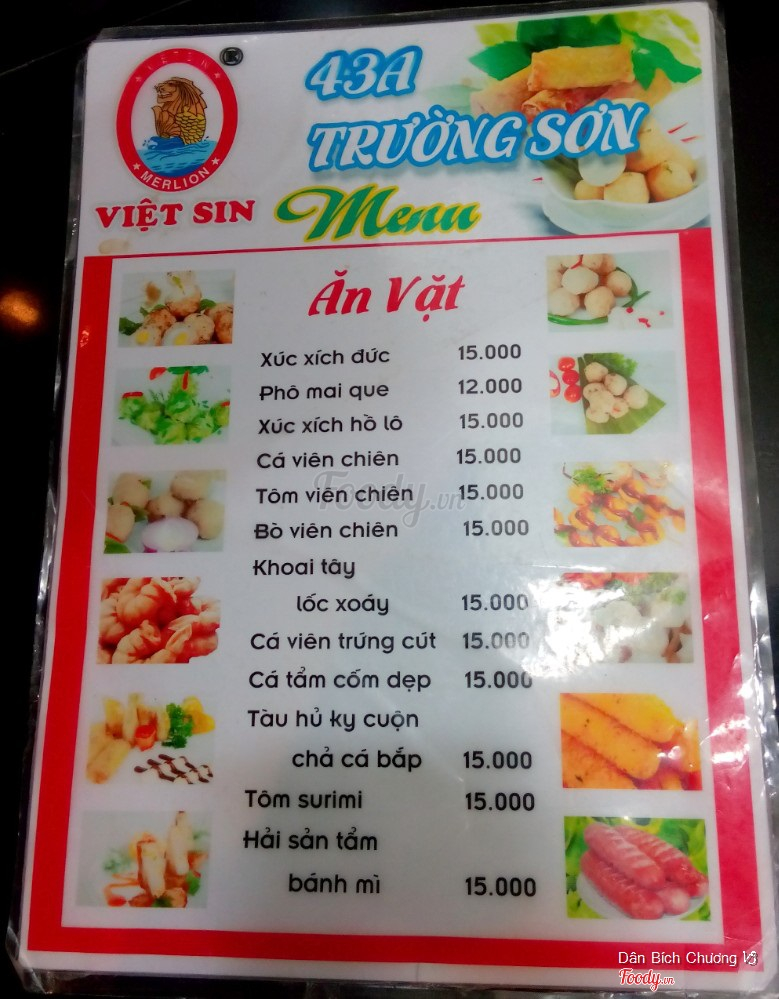 VIETSIN
MERLION
®
VIỆT SIN
43A
TRƯỜNG SƠN
Menu
Ăn Vặt
Xúc xích đức 15.000
Phô mai que 12.000
Xúc xích hồ lô 15.000
Cá viên chiên 15.000
Tôm viên chiên 15.000
Bò viên chiên 15.000
Khoai tây
lốc xoáy 15.000
Cá viên trứng cút 15.000
Cá tẩm cốm dẹp 15.000
Tàu hủ ky cuộn
chả cá bắp 15.000
Tôm surimi 15.000
Hải sản tẩm
bánh mì 15.000
Foody.vn
Dân Bích Chương
Foody.vn